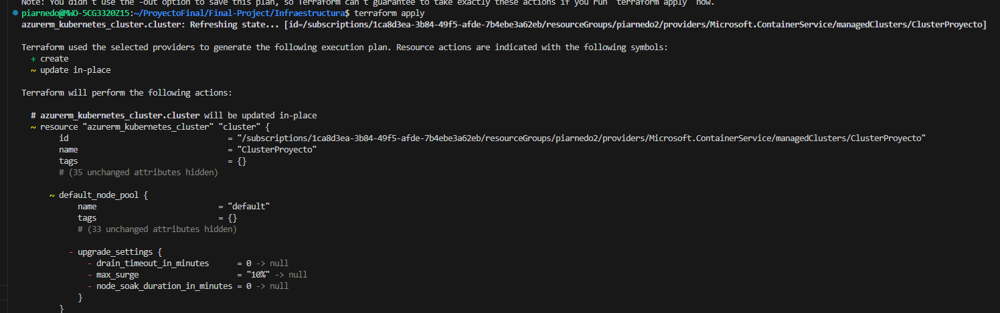 Note: You didn't use the -out option to save this plan, so Terraform can't guarantee to take exactly these actions if you run "terraform apply" now.
piarnedo@MWO-5CG3320Z15:~/ProyectoFinal/Final-Project/Infraestructura$ terraform apply
azurerm_kubernetes_cluster.cluster: Refreshing state... [id=/subscriptions/1ca8d3ea-3b84-49f5-afde-7b4ebe3a62eb/resourceGroups/piarnedo2/providers/Microsoft.ContainerService/managedClusters/ClusterProyecto]
Terraform used the selected providers to generate the following execution plan. Resource actions are indicated with the following symbols:
+ create
~ update in-place
Terraform will perform the following actions:
# azurerm_kubernetes_cluster.cluster will be updated in-place
~ resource "azurerm_kubernetes_cluster" "cluster" {
id = "/subscriptions/1ca8d3ea-3b84-49f5-afde-7b4ebe3a62eb/resourceGroups/piarnedo2/providers/Microsoft.ContainerService/managedClusters/ClusterProyecto"
name = "ClusterProyecto"
tags = {}
# (35 unchanged attributes hidden)
~ default_node_pool {
name = "default"
tags = {}
# (33 unchanged attributes hidden)
- upgrade_settings {
- drain_timeout_in_minutes = 0 -> null
- max_surge = "10%" -> null
- node_soak_duration_in_minutes = 0 -> null
}
}